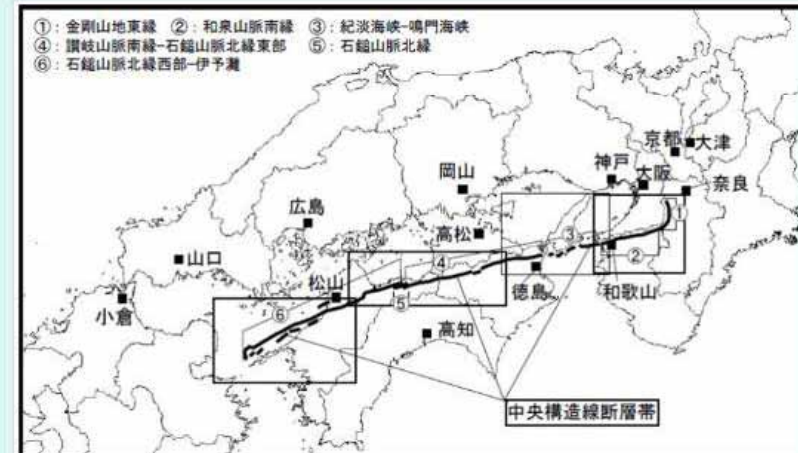 ①：金剛山地東縁 ②：和泉山脈南縁 ③：紀淡海峡-鳴門海峡
④：讃岐山脈南縁-石鎚山脈北縁東部 ⑤：石鎚山脈北縁
⑥：石鎚山脈北縁西部-伊予灘
京都
大津
神戸
大阪
奈良
岡山
広島
高松
①
③
②
山口
④
松山
徳島
和歌山
⑤
小倉
⑥
高知
中央構造線断層帯